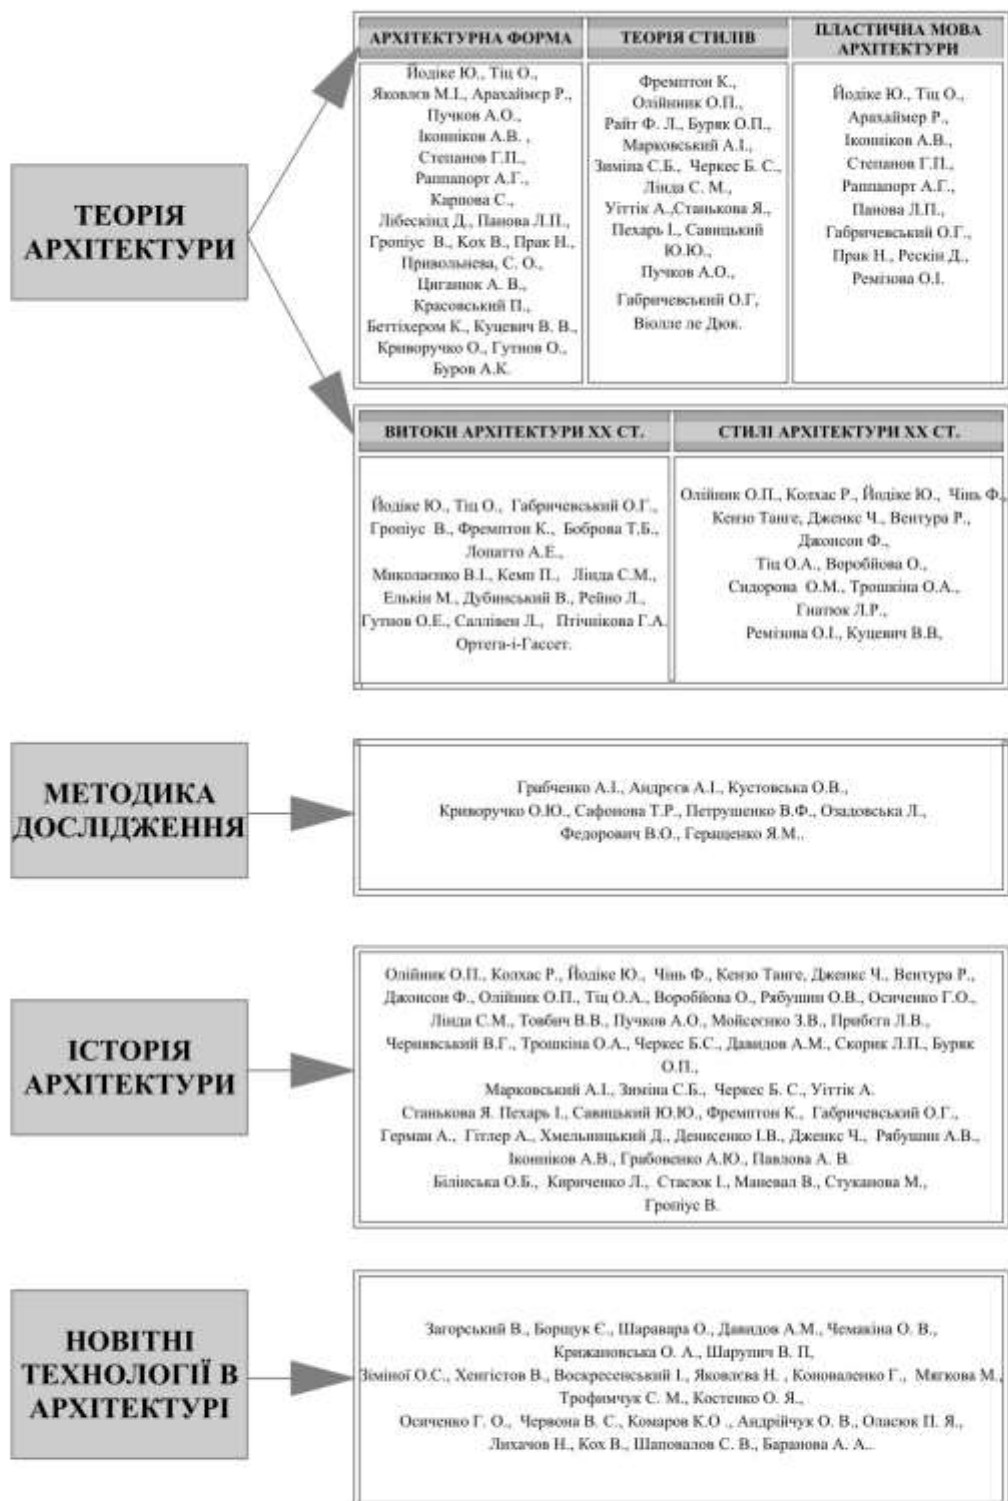 ТЕОРІЯ
АРХІТЕКТУРИ
АРХІТЕКТУРНА ФОРМА
Йодіке Ю., Тіц О.,
Яковлєв М.І., Арахаймєр Р.,
Пучков А.О.,
Іконніков А.В. ,
Степанов Г.П.,
Раппапорт А.Г.,
Карпова С.,
Лібескінд Д., Панова Л.П.,
Гропіус В., Кох В., Прак Н.,
Привольнева, С. О.,
Циганюк А. В.,
Красовський П.,
Беттіхером К., Куцевич В. В.,
Криворучко О., Гутнов О.,
Буров А.К.
ТЕОРІЯ СТИЛІВ
Фремптон К.,
Олійнник О.П.,
Райт Ф. Л., Буряк О.П.,
Марковський А.І.,
Зиміна С.Б., Черкес Б. С.,
Лінда С. М.,
Уіттік А.,Станькова Я.,
Пехарь І., Савицький
Ю.Ю.,
Пучков А.О.,
Габричевський О.Г,
Віолле ле Дюк.
ПЛАСТИЧНА МОВА
АРХІТЕКТУРИ
Йодіке Ю., Тіц О.,
Арахаймер Р.,
Іконніков А.В.,
Степанов Г.П.,
Раппапорт А.Г.,
Панова Л.П.,
Габричевський О.Г.,
Прак Н., Рескін Д.,
Ремізова О.І.
ВИТОКИ АРХІТЕКТУРИ ХХ СТ.
Йодіке Ю., Тіц О., Габричевський О.Г.,
Гропіус В., Фремптон К., Боброва Т.Б.,
Лопатто А.Е.,
Миколаєнко В.І., Кемп П., Лінда С.М.,
Елькін М., Дубинський В., Рейно Л.,
Гутнов О.Е., Саллівен Л., Птічнікова Г.А.
Ортега-і-Гассет.
СТИЛІ АРХІТЕКТУРИ ХХ СТ.
Олійник О.П., Колхас Р., Йодіке Ю., Чінь Ф.,
Кензо Танге, Дженкс Ч., Вентура Р.,
Джонсон Ф.,
Тіц О.А., Воробйова О.,
Сидорова О.М., Трошкіна О.А.,
Гнатюк Л.Р.,
Ремізова О.І., Куцевич В.В,
МЕТОДИКА
ДОСЛІДЖЕННЯ
Грабченко А.І., Андрєєв А.І., Кустовська О.В.,
Криворучко О.Ю., Сафонова Т.Р., Петрушенко В.Ф., Озадовська Л.,
Федорович В.О., Геращенко Я.М..
ІСТОРІЯ
АРХІТЕКТУРИ
Олійник О.П., Колхас Р., Йодіке Ю., Чінь Ф., Кензо Танге, Дженкс Ч., Вентура Р.,
Джонсон Ф., Олійник О.П., Тіц О.А., Воробйова О., Рябушин О.В., Осиченко Г.О.,
Лінда С.М., Товбич В.В., Пучков А.О., Мойсеєнко З.В., Прибєга Л.В.,
Чернявський В.Г., Трошкіна О.А., Черкес Б.С., Давидов А.М., Скорик Л.П., Буряк
О.П.,
Марковський А.І., Зиміна С.Б., Черкес Б. С., Уіттік А.
Станькова Я. Пехарь І., Савицький Ю.Ю., Фремптон К., Габричевський О.Г.,
Герман А., Гітлер А., Хмельницький Д., Денисенко І.В., Дженкс Ч., Рябушин А.В.,
Іконніков А.В., Грабовенко А.Ю., Павлова А. В.
Білінська О.Б., Кириченко Л., Стасюк І., Маневал В., Стуканова М.,
Гропіус В.
НОВІТНІ
ТЕХНОЛОГІЇ В
АРХІТЕКТУРІ
Загорський В., Борщук Є., Шаравара О., Давидов А.М., Чемакіна О. В.,
Крижановська О. А., Шарупич В. П,
Зіміної О.С., Хенгістов В., Воскресенський І., Яковлєва Н. , Коноваленко Г., Мягкова М.,
Трофимчук С. М., Костенко О. Я.,
Осиченко Г. О., Червона В. С., Комаров К.О , Андрійчук О. В., Опасюк П. Я.,
Лихачов Н., Кох В., Шаповалов С. В., Баранова А. А..